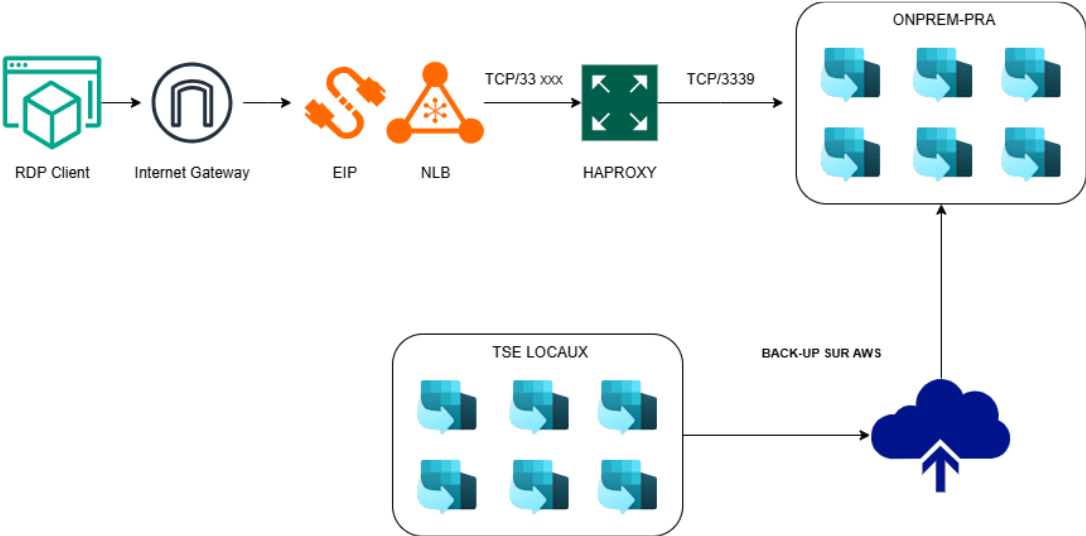 ONPREM-PRA
TCP/33 xxx
TCP/3339
RDP Client
Internet Gateway
EIP
NLB
HAPROXY
TSE LOCAUX
BACK-UP SUR AWS